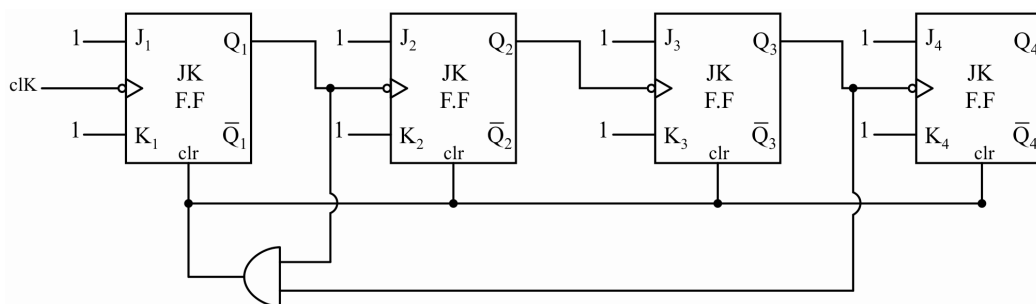 1 J₁ Q₁ 1 J₂ Q₂ 1 J₃ Q₃ 1 J₄ Q₄
clK JK JK JK JK
F.F F.F F.F F.F
1 K₁ Q̅₁ 1 K₂ Q̅₂ 1 K₃ Q̅₃ 1 K₄ Q̅₄
clr clr clr clr